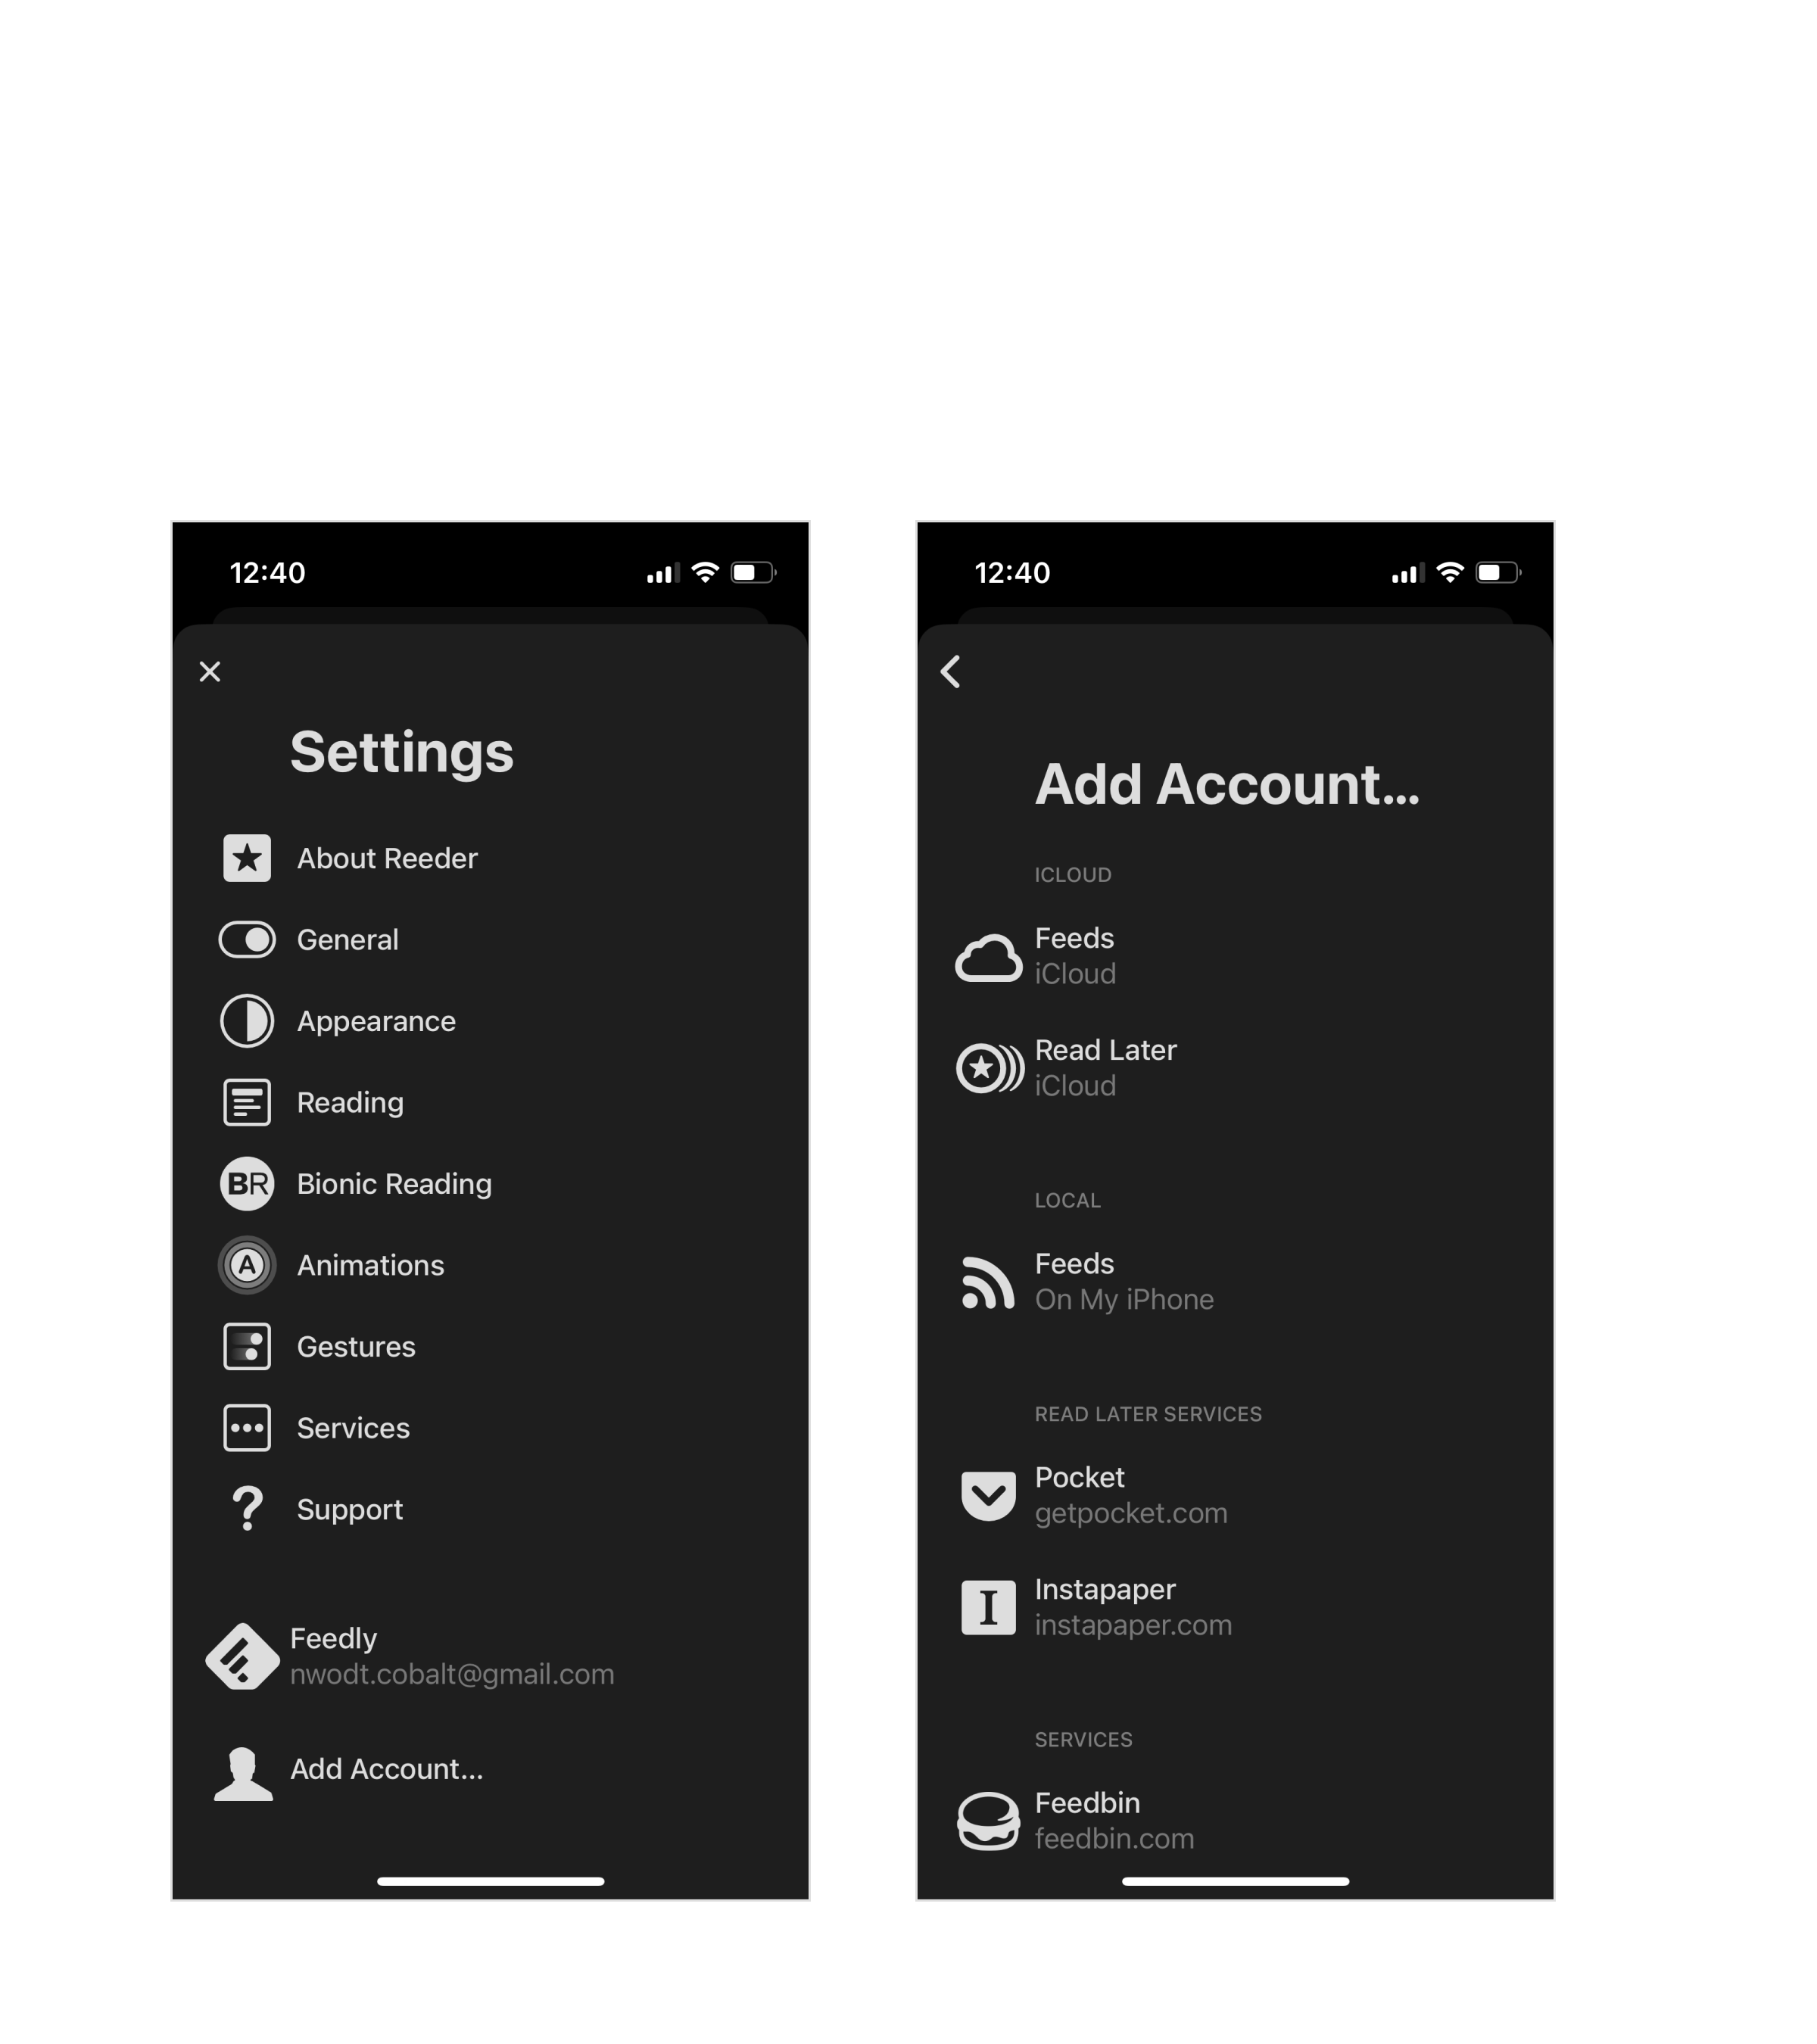 12:40
Settings
About Reeder
General
Appearance
Reading
BR Bionic Reading
A Animations
Gestures
Services
? Support
Feedly
nwodt.cobalt@gmail.com
Add Account...
12:40
Add Account...
ICLOUD
Feeds
iCloud
Read Later
iCloud
LOCAL
Feeds
On My iPhone
READ LATER SERVICES
Pocket
getpocket.com
I Instapaper
instapaper.com
SERVICES
Feedbin
feedbin.com